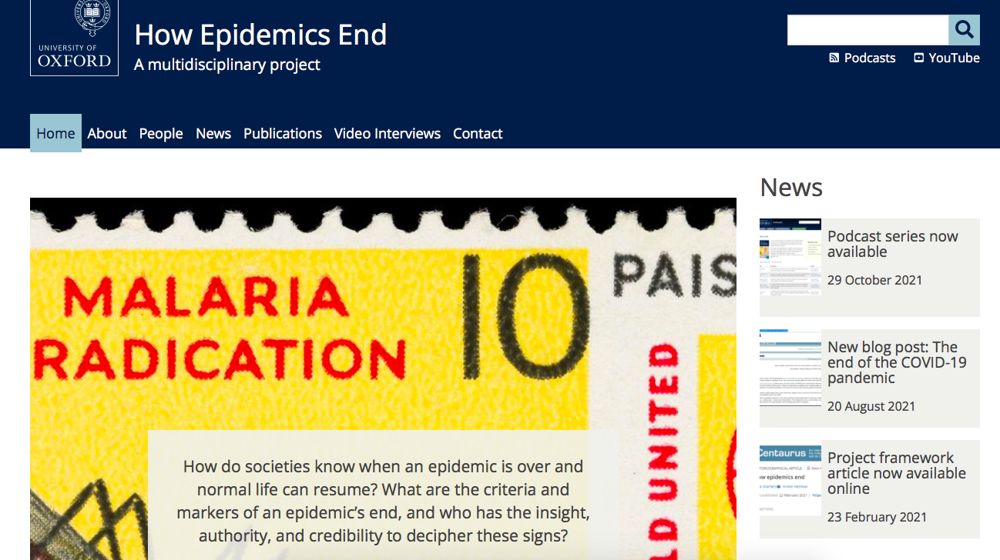 UNIVERSITY OF
OXFORD
How Epidemics End
A multidisciplinary project
Podcasts
YouTube
Home
About
People
News
Publications
Video Interviews
Contact
MALARIA
RADICATION
10
PAIS
LD UNITED
How do societies know when an epidemic is over and
normal life can resume? What are the criteria and
markers of an epidemic’s end, and who has the insight,
authority, and credibility to decipher these signs?
News
Podcast series now
available
29 October 2021
New blog post: The
end of the COVID-19
pandemic
20 August 2021
Centaurus
Project framework
article now available
online
23 February 2021